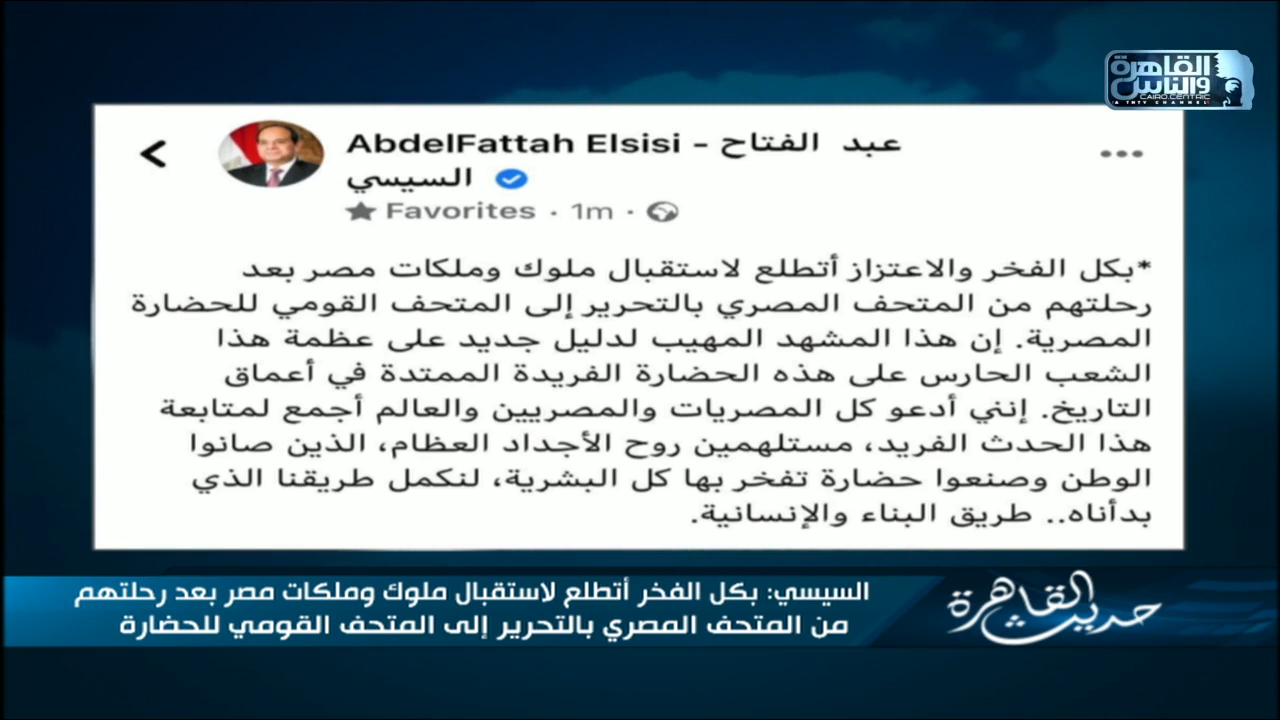 القاهرة
والناس
CAIRO.CENTRIC
A TNTV CHANNEL
AbdelFattah Elsisi - عبد الفتاح
السيسي
Favorites · 1m ·
*بكل الفخر والاعتزاز أتطلع لاستقبال ملوك وملكات مصر بعد
رحلتهم من المتحف المصري بالتحرير إلى المتحف القومي للحضارة
المصرية. إن هذا المشهد المهيب لدليل جديد على عظمة هذا
الشعب الحارس على هذه الحضارة الفريدة الممتدة في أعماق
التاريخ. إنني أدعو كل المصريات والمصريين والعالم أجمع لمتابعة
هذا الحدث الفريد، مستلهمين روح الأجداد العظام، الذين صانوا
الوطن وصنعوا حضارة تفخر بها كل البشرية، لنكمل طريقنا الذي
بدأناه.. طريق البناء والإنسانية.
حديث القاهرة
السيسي: بكل الفخر أتطلع لاستقبال ملوك وملكات مصر بعد رحلتهم
من المتحف المصري بالتحرير إلى المتحف القومي للحضارة